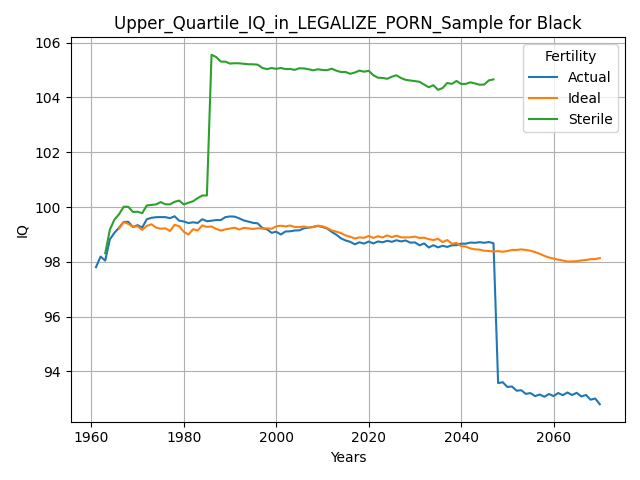 Upper_Quartile_IQ_in_LEGALIZE_PORN_Sample for Black
Fertility
Actual
Ideal
Sterile
106
104
102
100
98
96
94
IQ
1960
1980
2000
2020
2040
2060
Years